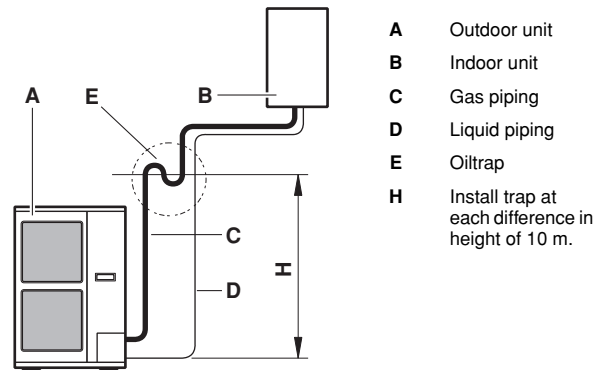 A
E
B
C
D
H
A Outdoor unit
B Indoor unit
C Gas piping
D Liquid piping
E Oiltrap
H Install trap at
each difference in
height of 10 m.